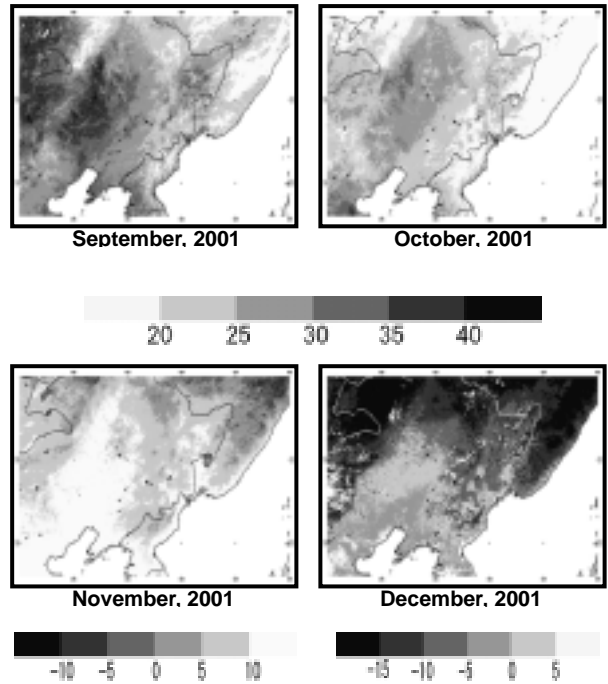 September, 2001
October, 2001
20 25 30 35 40
November, 2001
December, 2001
-10 -5 0 5 10
-15 -10 -5 0 5